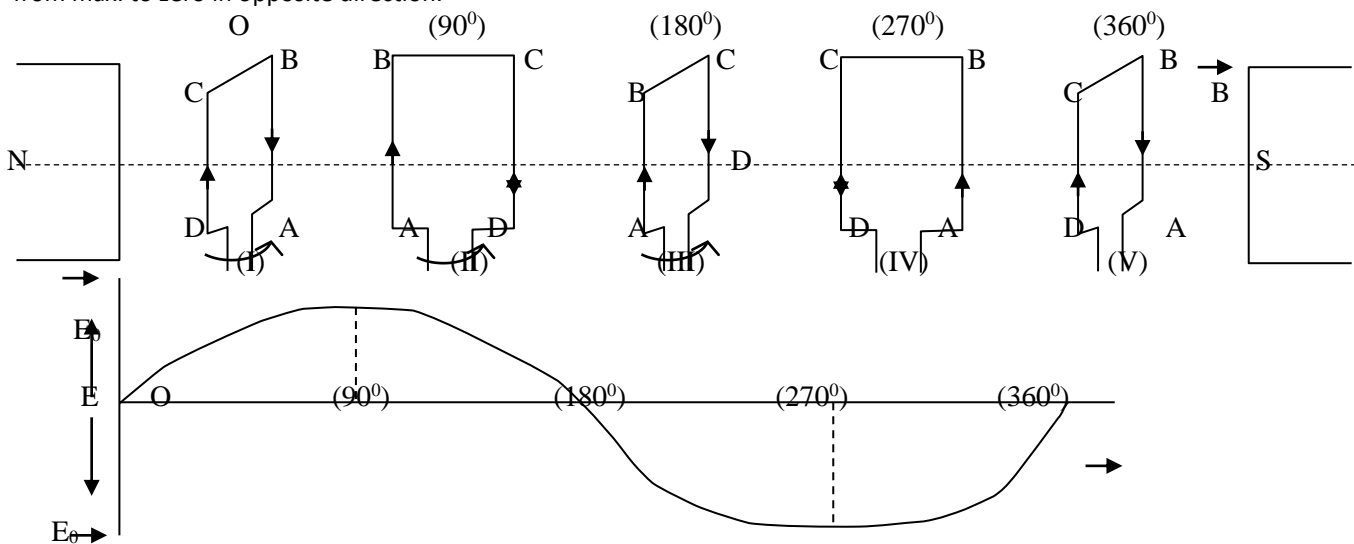 from max. to zero in opposite direction.
O (90⁰) (180⁰) (270⁰) (360⁰)
B B C C C B B
C B C B
N D S
D A A D A D A D A
(I) (II) (III) (IV) (V)
E₀
E O (90⁰) (180⁰) (270⁰) (360⁰)
E₀